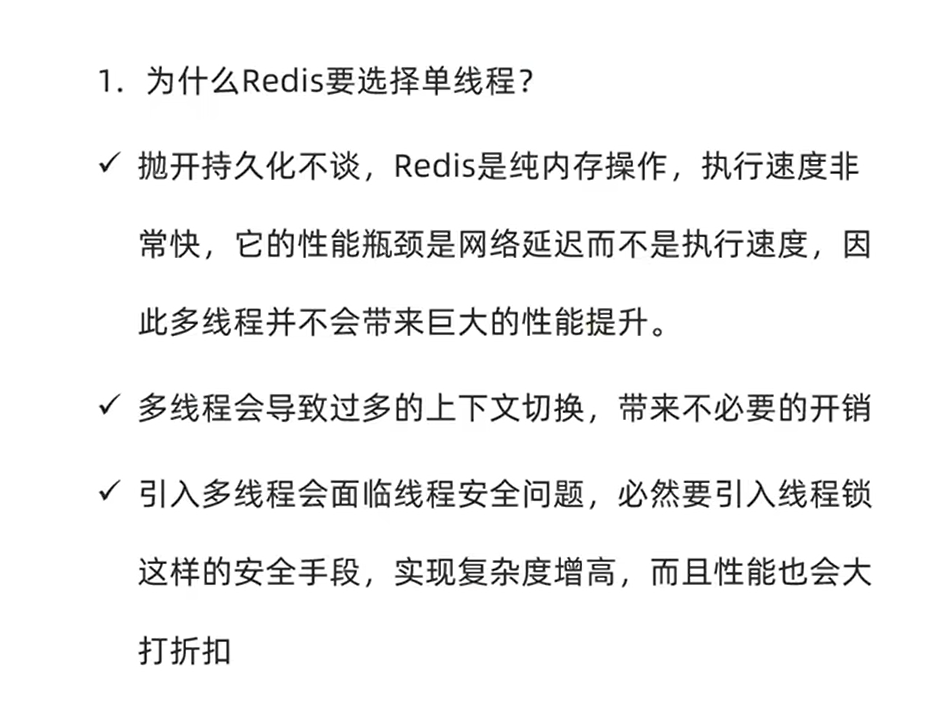 1. 为什么Redis要选择单线程？
✓ 抛开持久化不谈，Redis是纯内存操作，执行速度非
常快，它的性能瓶颈是网络延迟而不是执行速度，因
此多线程并不会带来巨大的性能提升。
✓ 多线程会导致过多的上下文切换，带来不必要的开销
✓ 引入多线程会面临线程安全问题，必然要引入线程锁
这样的安全手段，实现复杂度增高，而且性能也会大
打折扣